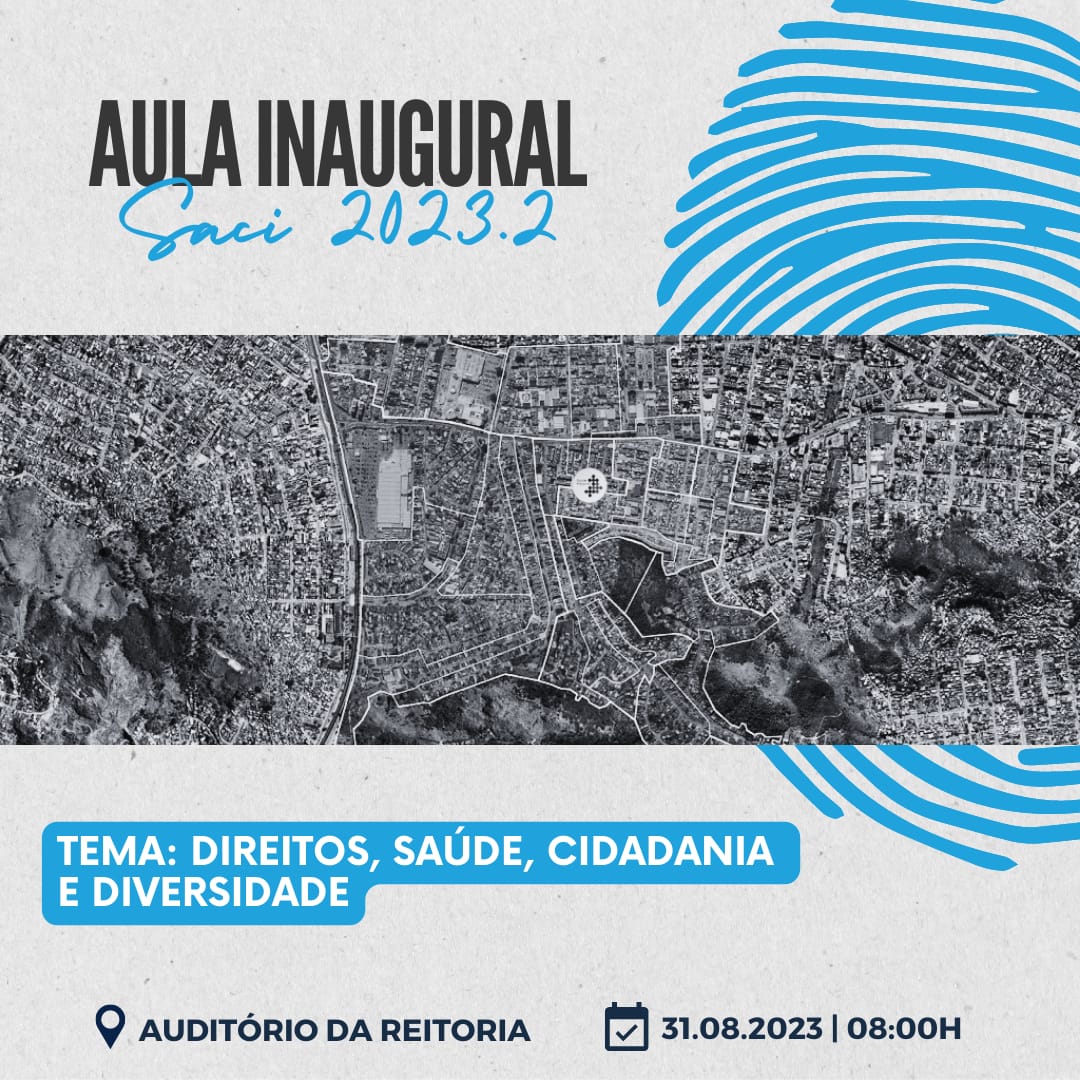 AULA INAUGURAL
Saci 2023.2
TEMA: DIREITOS, SAÚDE, CIDADANIA
E DIVERSIDADE
AUDITÓRIO DA REITORIA
31.08.2023 | 08:00H